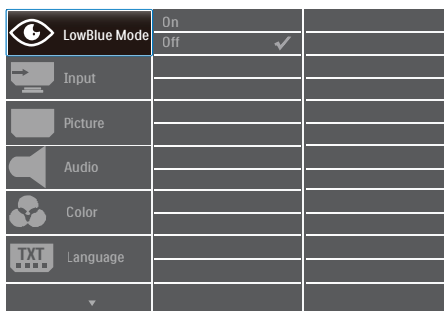 LowBlue Mode
On
Off
Input
Picture
Audio
Color
TXT
Language